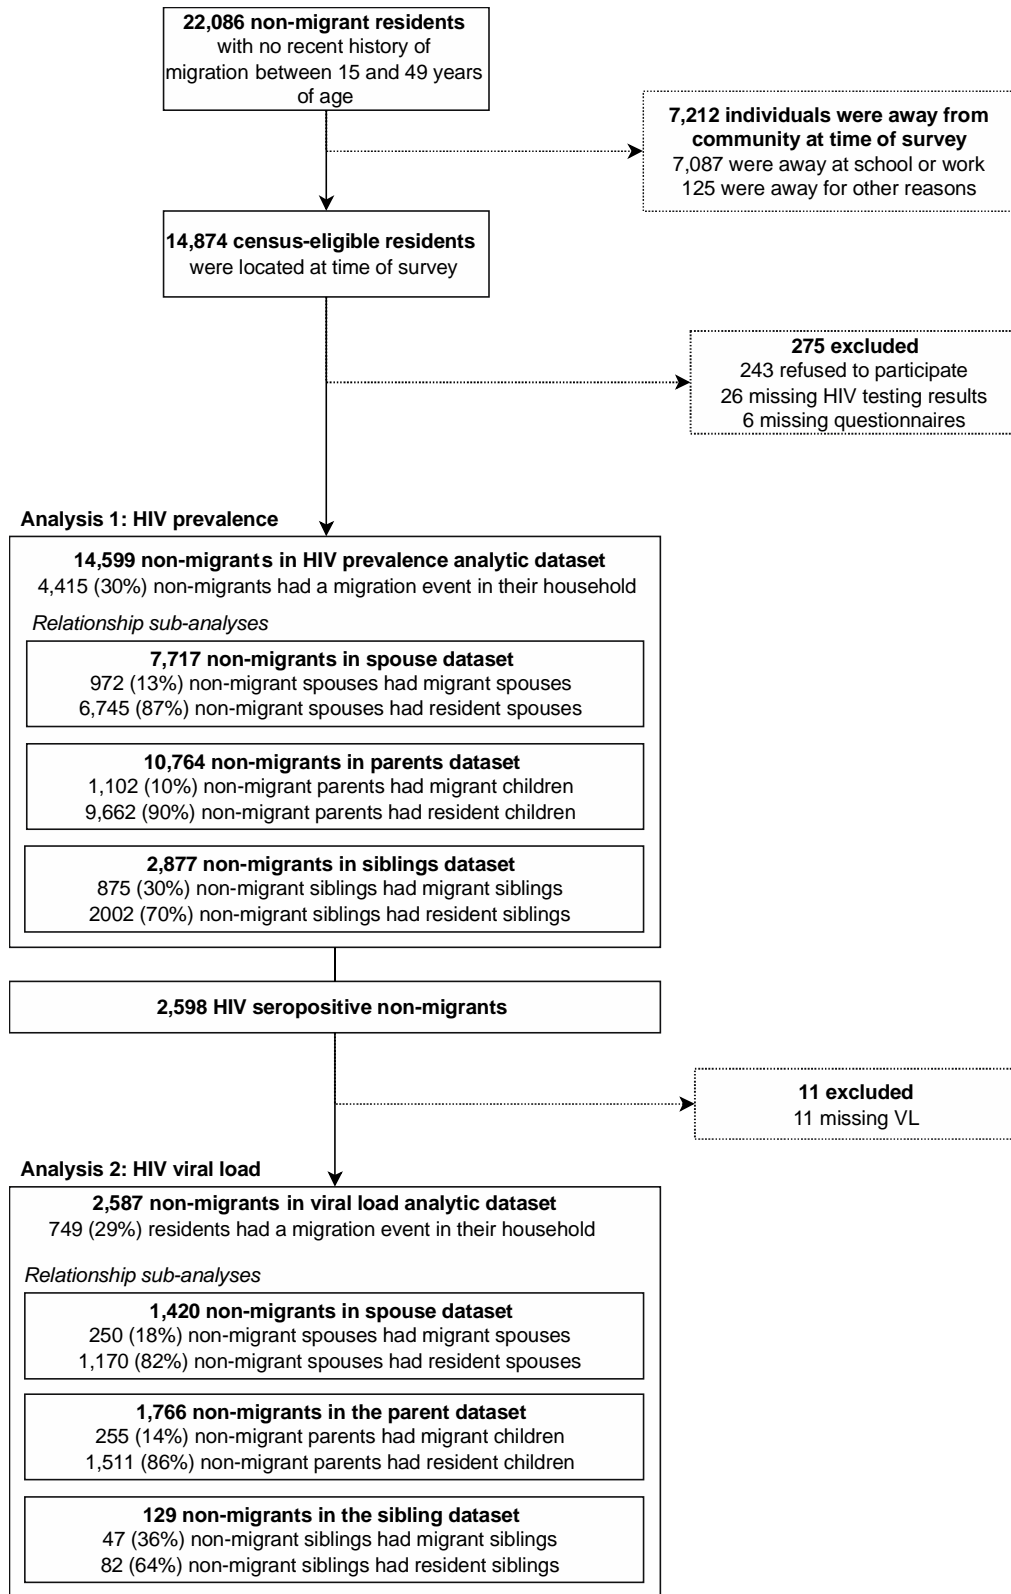 22,086 non-migrant residents
with no recent history of
migration between 15 and 49 years
of age
7,212 individuals were away from
community at time of survey
7,087 were away at school or work
125 were away for other reasons
14,874 census-eligible residents
were located at time of survey
275 excluded
243 refused to participate
26 missing HIV testing results
6 missing questionnaires
Analysis 1: HIV prevalence
14,599 non-migrants in HIV prevalence analytic dataset
4,415 (30%) non-migrants had a migration event in their household
Relationship sub-analyses
7,717 non-migrants in spouse dataset
972 (13%) non-migrant spouses had migrant spouses
6,745 (87%) non-migrant spouses had resident spouses
10,764 non-migrants in parents dataset
1,102 (10%) non-migrant parents had migrant children
9,662 (90%) non-migrant parents had resident children
2,877 non-migrants in siblings dataset
875 (30%) non-migrant siblings had migrant siblings
2002 (70%) non-migrant siblings had resident siblings
2,598 HIV seropositive non-migrants
11 excluded
11 missing VL
Analysis 2: HIV viral load
2,587 non-migrants in viral load analytic dataset
749 (29%) residents had a migration event in their household
Relationship sub-analyses
1,420 non-migrants in spouse dataset
250 (18%) non-migrant spouses had migrant spouses
1,170 (82%) non-migrant spouses had resident spouses
1,766 non-migrants in the parent dataset
255 (14%) non-migrant parents had migrant children
1,511 (86%) non-migrant parents had resident children
129 non-migrants in the sibling dataset
47 (36%) non-migrant siblings had migrant siblings
82 (64%) non-migrant siblings had resident siblings